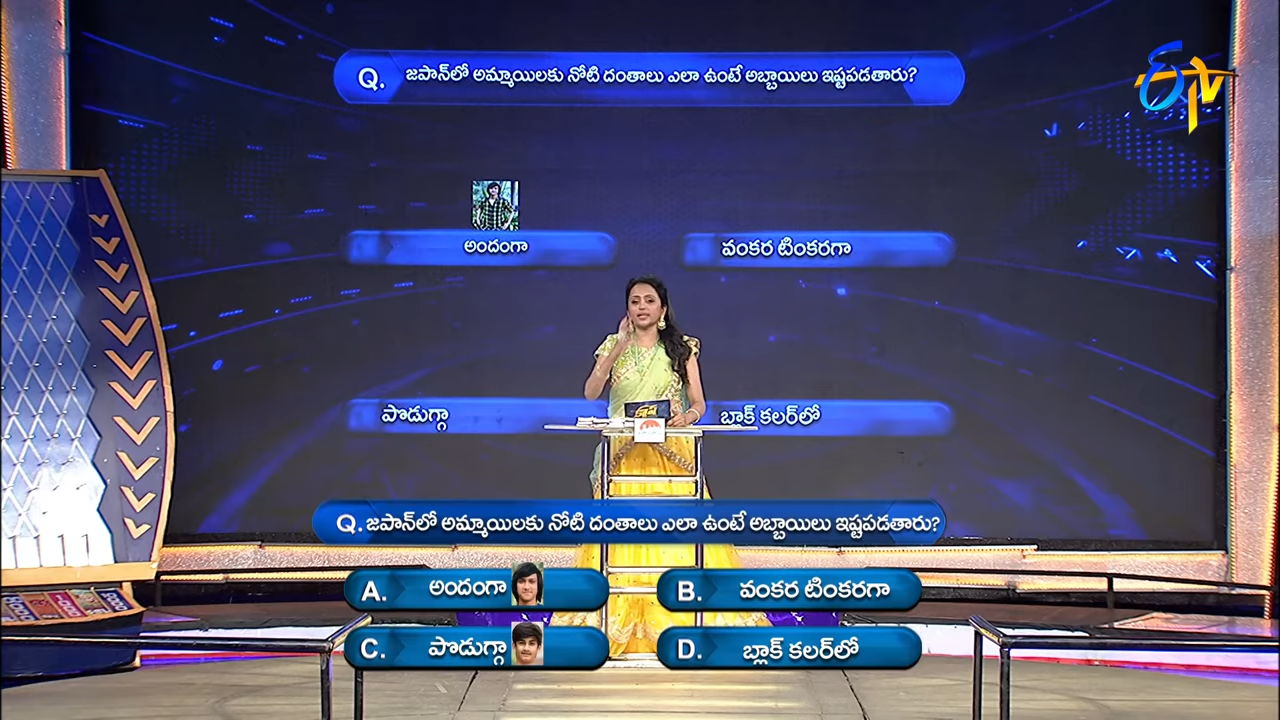 Q. జపాన్‌లో అమ్మాయిలకు నోటి దంతాలు ఎలా ఉంటే అబ్బాయిలు ఇష్టపడతారు?
ETV
అందంగా
వంకర టింకరగా
పొడుగ్గా
బ్లాక్ కలర్‌లో
క్యాష్
Q. జపాన్‌లో అమ్మాయిలకు నోటి దంతాలు ఎలా ఉంటే అబ్బాయిలు ఇష్టపడతారు?
A. అందంగా
B. వంకర టింకరగా
C. పొడుగ్గా
D. బ్లాక్ కలర్‌లో